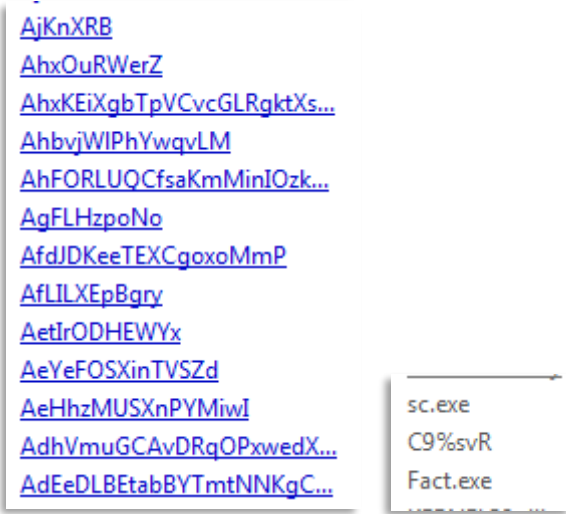 AjKnXRB
AhxOuRWerZ
AhxKEiXgbTpVCvcGLRgktXs...
AhbvjWIPhYwqvLM
AhFORLUQCfsaKmMinIOzk...
AgFLHzpoNo
AfdJDKeeTEXCgoxoMmP
AfLILXEpBgry
AetIrODHEWYx
AeYeFOSXinTVSZd
AeHhzMUSXnPYMiwI
AdhVmuGCAvDRqOPxwedX...
AdEeDLBEtabBYTmtNNKgC...
sc.exe
C9%svR
Fact.exe